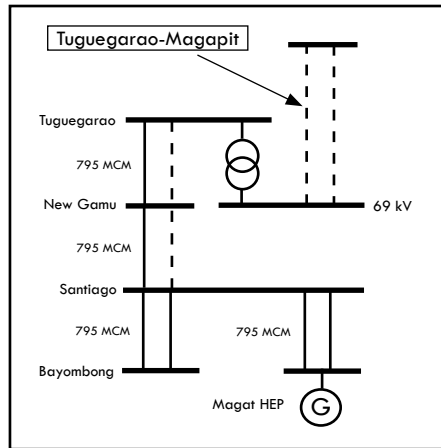 Tuguegarao-Magapit
Tuguegarao
795 MCM
New Gamu
69 kV
795 MCM
Santiago
795 MCM
795 MCM
Bayombong
Magat HEP
G